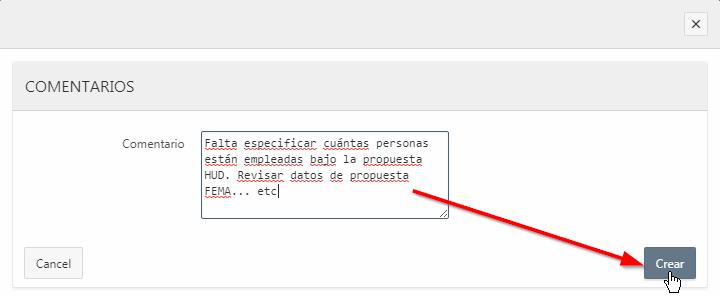 ×
COMENTARIOS
Comentario
Falta especificar cuántas personas
están empleadas bajo la propuesta
HUD. Revisar datos de propuesta
FEMA... etc
Cancel
Crear